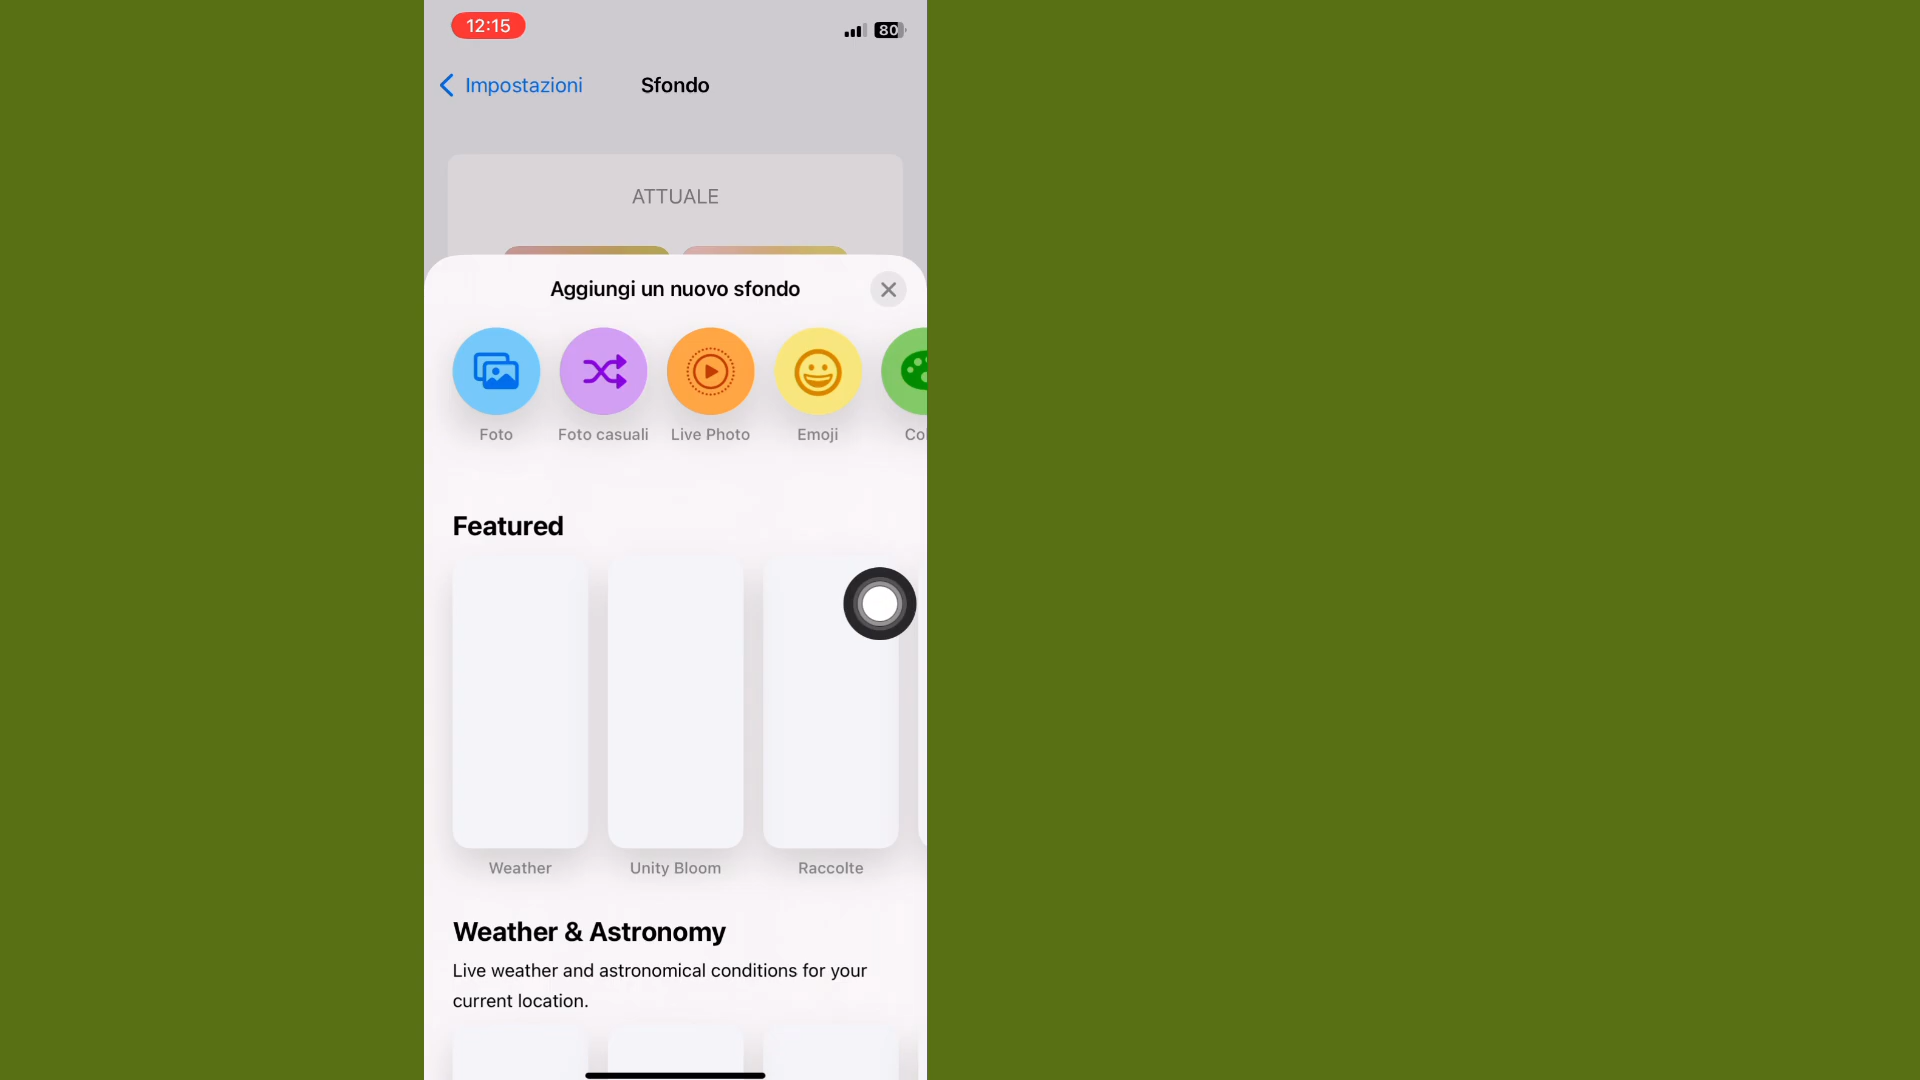 12:15
80
Impostazioni
Sfondo
ATTUALE
Aggiungi un nuovo sfondo
Foto
Foto casuali
Live Photo
Emoji
Featured
Weather
Unity Bloom
Raccolte
Weather & Astronomy
Live weather and astronomical conditions for your
current location.